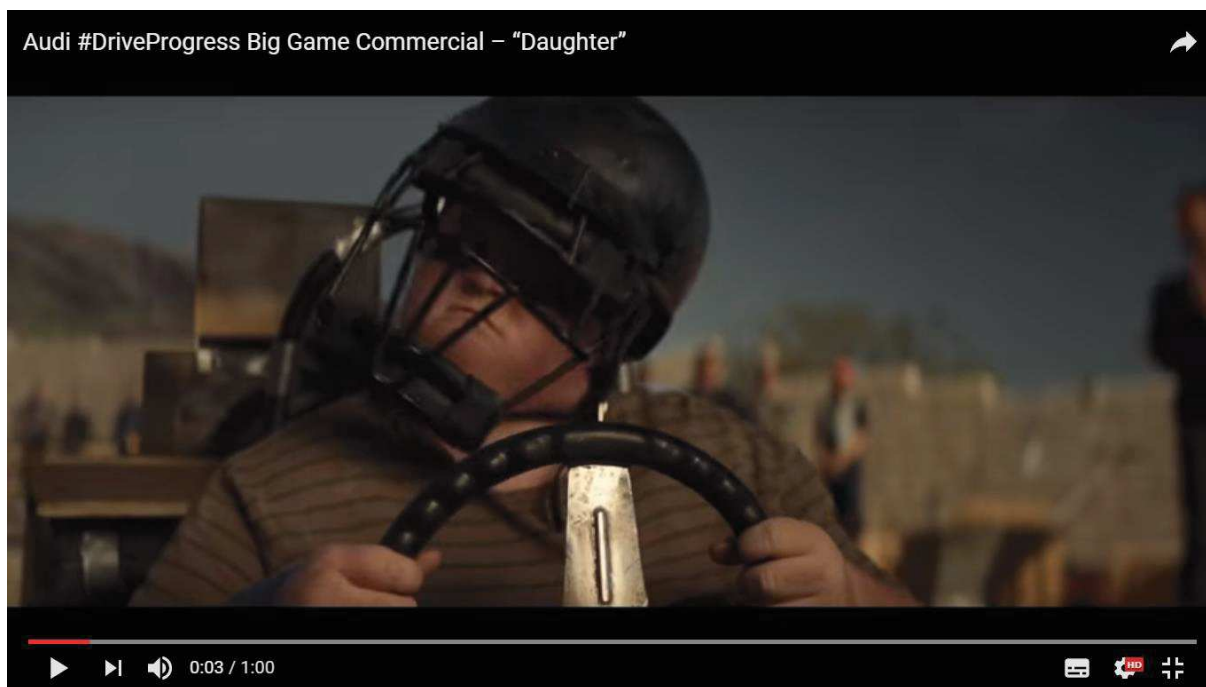 Audi #DriveProgress Big Game Commercial – “Daughter”
0:03 / 1:00
HD